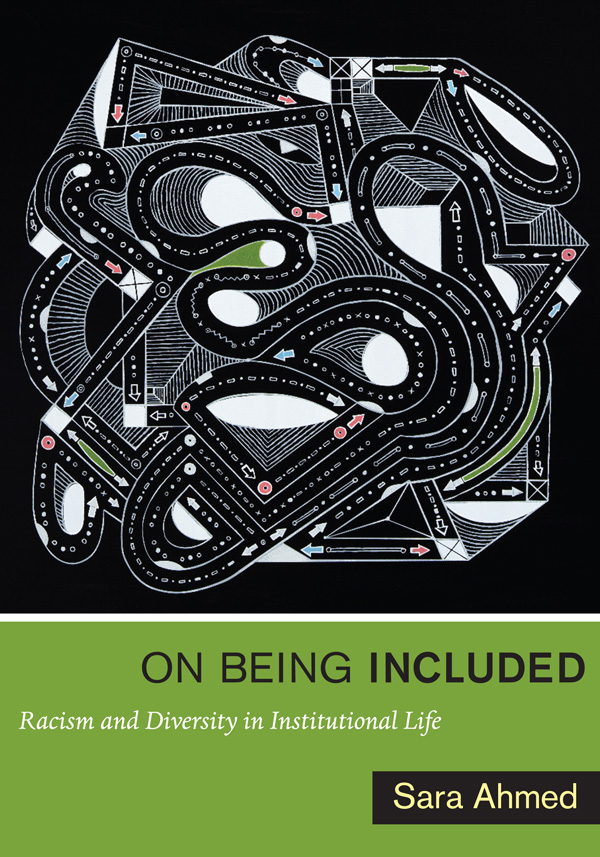 ON BEING INCLUDED
Racism and Diversity in Institutional Life
Sara Ahmed